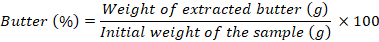 Butter (%) = Weight of extracted butter (g) / Initial weight of the sample (g) × 100